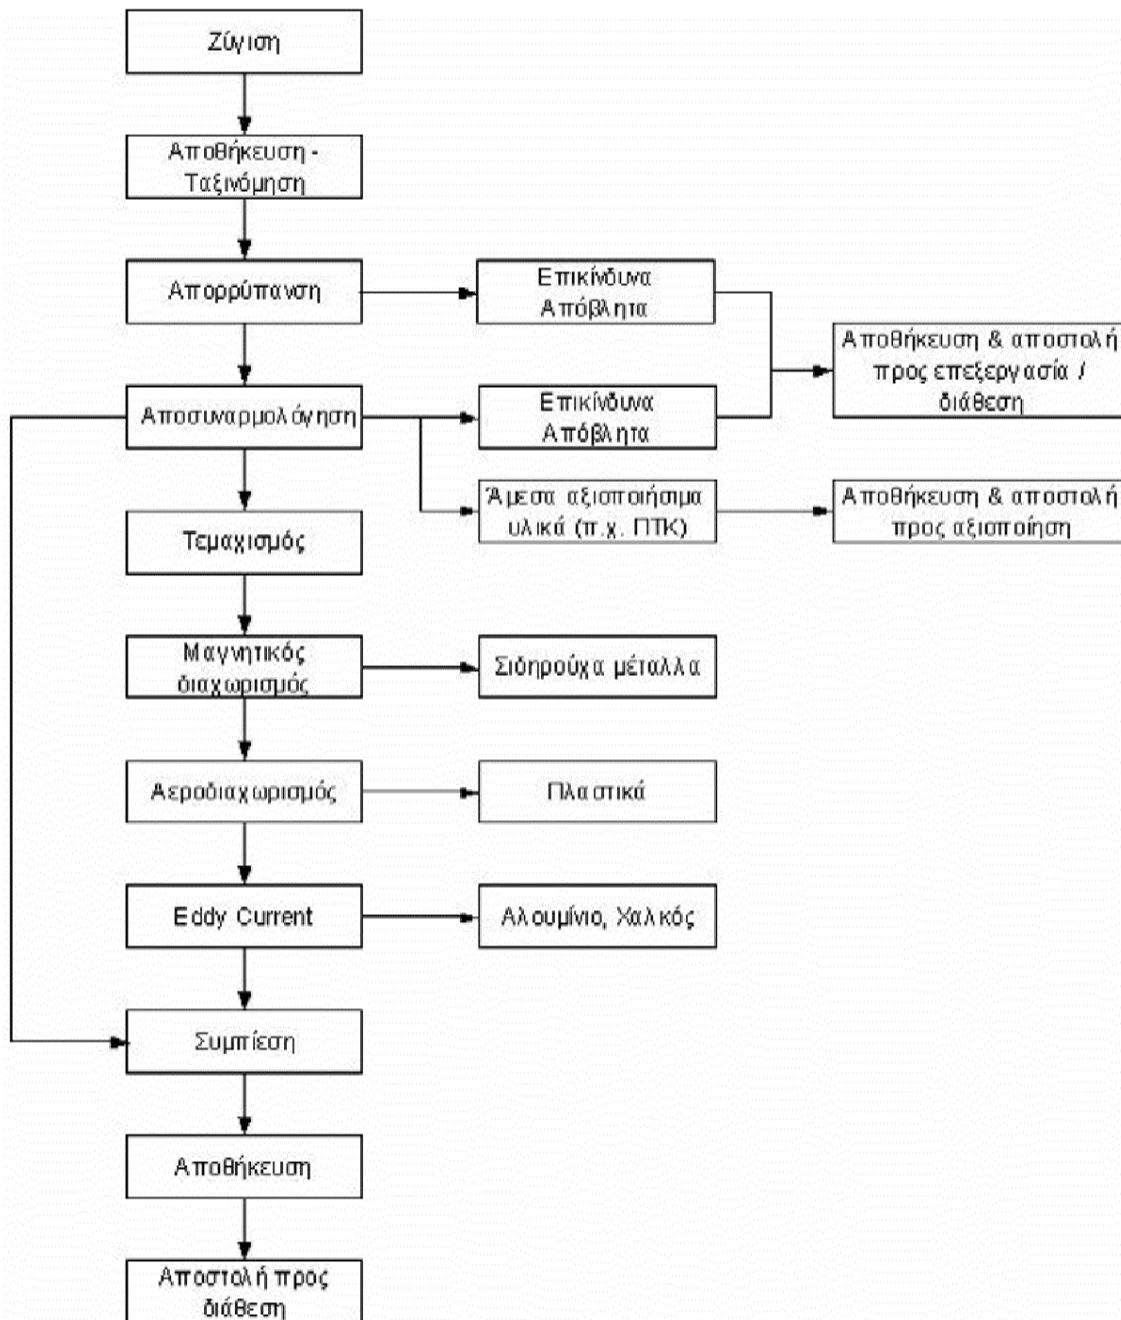 Ζύγιση
Αποθήκευση -
Ταξινόμηση
Απορρύπανση
Επικίνδυνα
Απόβλητα
Αποθήκευση & αποστολή
προς επεξεργασία /
διάθεση
Αποσυναρμολόγηση
Επικίνδυνα
Απόβλητα
Άμεσα αξιοποιήσιμα
υλικά (π.χ. ΠΤΚ)
Αποθήκευση & αποστολή
προς αξιοποίηση
Τεμαχισμός
Μαγνητικός
διαχωρισμός
Σιδηρούχα μέταλλα
Αεροδιαχωρισμός
Πλαστικά
Eddy Current
Αλουμίνιο, Χαλκός
Συμπίεση
Αποθήκευση
Αποστολή προς
διάθεση